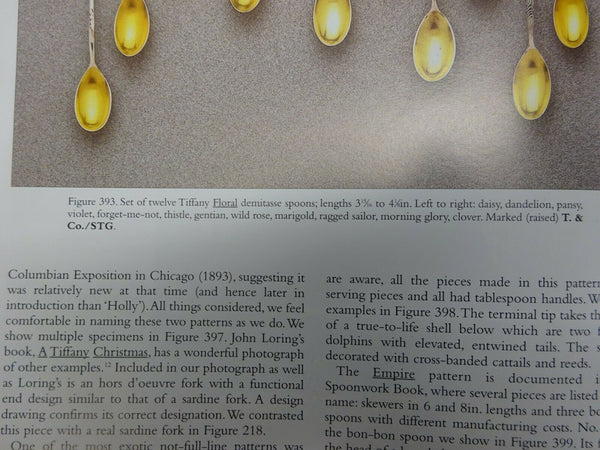 Figure 393. Set of twelve Tiffany Floral demitasse spoons; lengths to in. Left to right: daisy, dandelion, pansy,
violet, forget-me-not, thistle, gentian, wild rose, marigold, ragged sailor, morning glory, clover. Marked (raised) T. &
Co./STG.
Columbian Exposition in Chicago (1893), suggesting it
was relatively new at that time (and hence later in
introduction than ‘Holly’). All things considered, we feel
comfortable in naming these two patterns as we do. We
show multiple specimens in Figure 397. John Loring's
book, A Tiffany Christmas, has a wonderful photograph
of other examples.12 Included in our photograph as well
as Loring's is an hors d'oeuvre fork with a functional
end design similar to that of a sardine fork. A design
drawing confirms its correct designation. We contrasted
this piece with a real sardine fork in Figure 218.
One of the most exotic not-full-line patterns was
are aware, all the pieces made in this pattern
serving pieces and all had tablespoon handles. W
examples in Figure 398. The terminal tip takes th
of a true-to-life shell below which are two
dolphins with elevated, entwined tails. The s
decorated with cross-banded cattails and reeds.
The Empire pattern is documented i
Spoonwork Book, where several pieces are listed
name: skewers in 6 and 8in. lengths and three bo
spoons with different manufacturing costs. No.
the bon-bon spoon we show in Figure 399. Its
the head of a